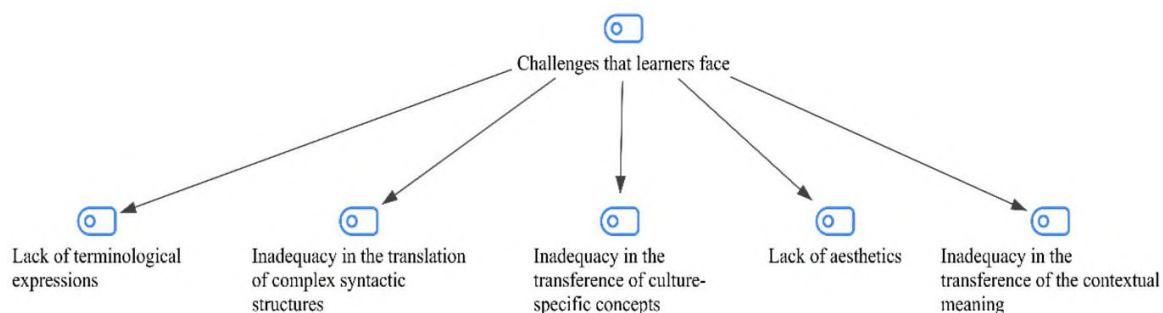 Challenges that learners face
Lack of terminological
expressions
Inadequacy in the translation
of complex syntactic
structures
Inadequacy in the
transference of culture-
specific concepts
Lack of aesthetics
Inadequacy in the
transference of the contextual
meaning